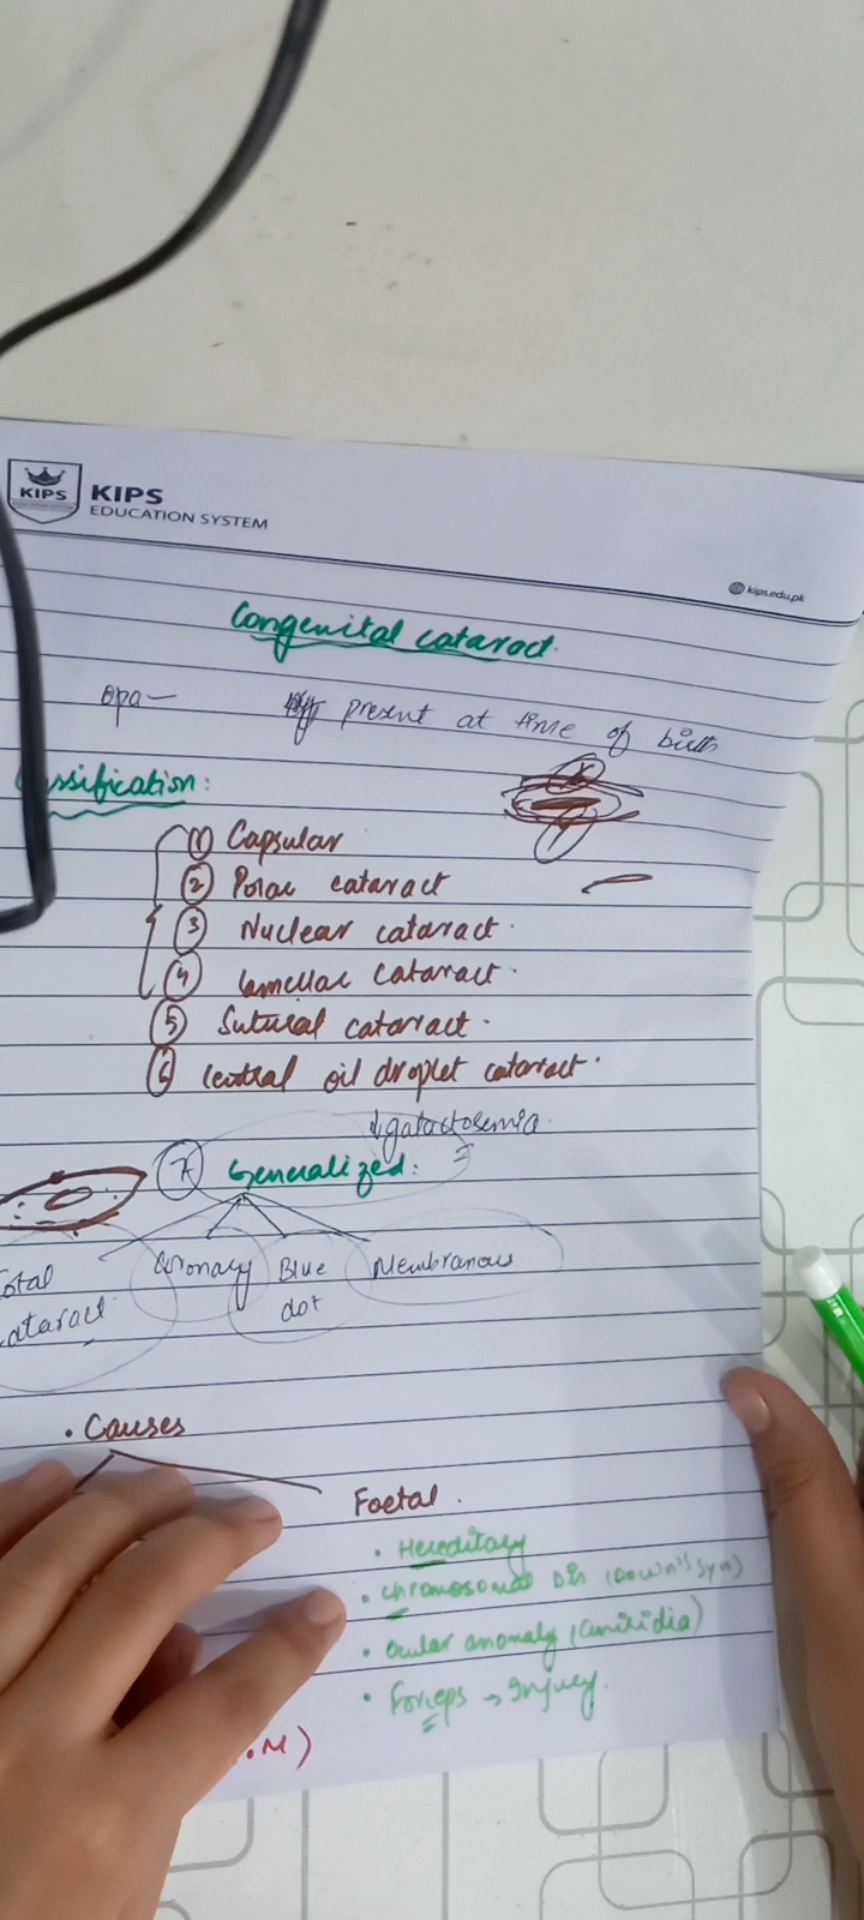 KIPS
KIPS
EDUCATION SYSTEM
kips.edu.pk
Congenital cataract.
opa— present at time of birth
ssification:
(1) Capsular
(2) Polar cataract
(3) Nuclear cataract.
(4) lamellar cataract.
(5) Sutural cataract.
(6) Central oil droplet cataract.
↓galactosemia
(7) Generalized:
otal Coronary Blue Membranous
ataract dot
• Causes
Foetal.
• Hereditary
• chromosomal Dis (Down's syn)
• Ocular anomaly (aniridia)
• Forceps → Injury.
.M)